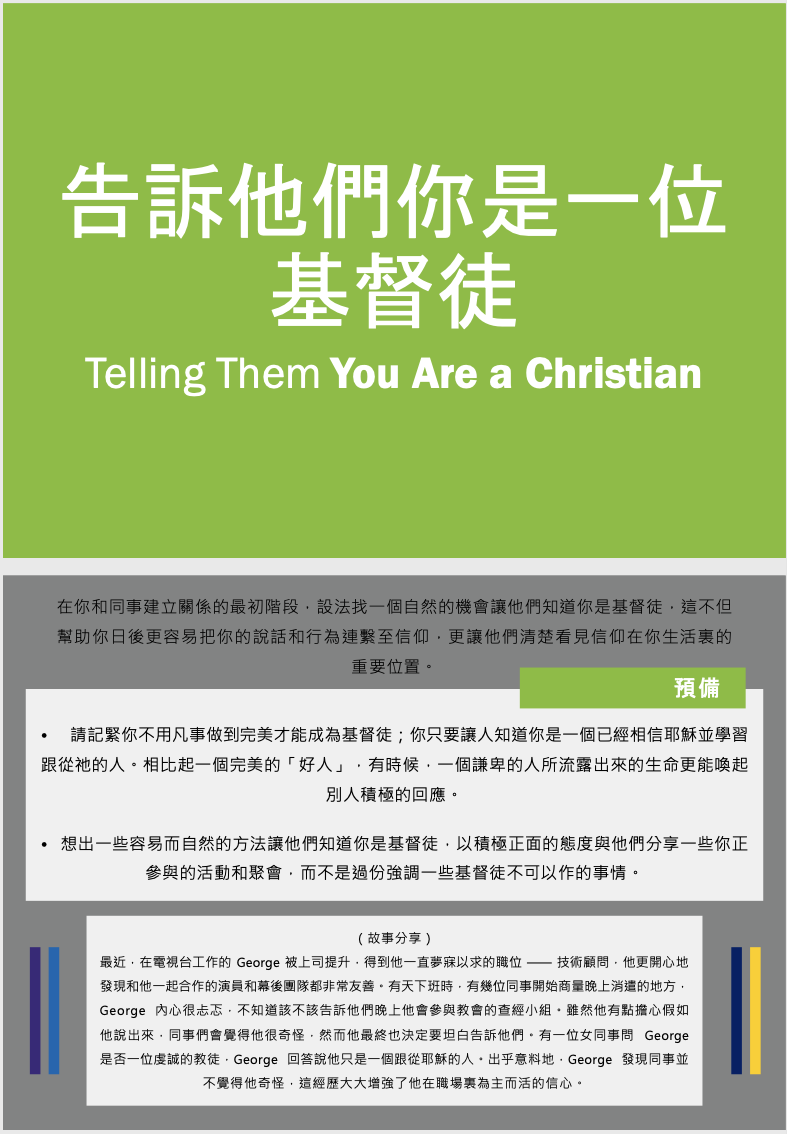 告訴他們你是一位
基督徒
Telling Them You Are a Christian
在你和同事建立關係的最初階段，設法找一個自然的機會讓他們知道你是基督徒，這不但
幫助你日後更容易把你的說話和行為連繫至信仰，更讓他們清楚看見信仰在你生活裏的
重要位置。
預備
• 請記緊你不用凡事做到完美才能成為基督徒；你只要讓人知道你是一個已經相信耶穌並學習
跟從祂的人。相比起一個完美的「好人」，有時候，一個謙卑的人所流露出來的生命更能喚起
別人積極的回應。
• 想出一些容易而自然的方法讓他們知道你是基督徒，以積極正面的態度與他們分享一些你正
參與的活動和聚會，而不是過份強調一些基督徒不可以作的事情。
（故事分享）
最近，在電視台工作的 George 被上司提升，得到他一直夢寐以求的職位 —— 技術顧問，他更開心地
發現和他一起合作的演員和幕後團隊都非常友善。有天下班時，有幾位同事開始商量晚上消遣的地方，
George 內心很忐忑，不知道該不該告訴他們晚上他會參與教會的查經小組。雖然他有點擔心假如
他說出來，同事們會覺得他很奇怪，然而他最終也決定要坦白告訴他們。有一位女同事問 George
是否一位虔誠的教徒，George 回答說他只是一個跟從耶穌的人。出乎意料地，George 發現同事並
不覺得他奇怪，這經歷大大增強了他在職場裏為主而活的信心。